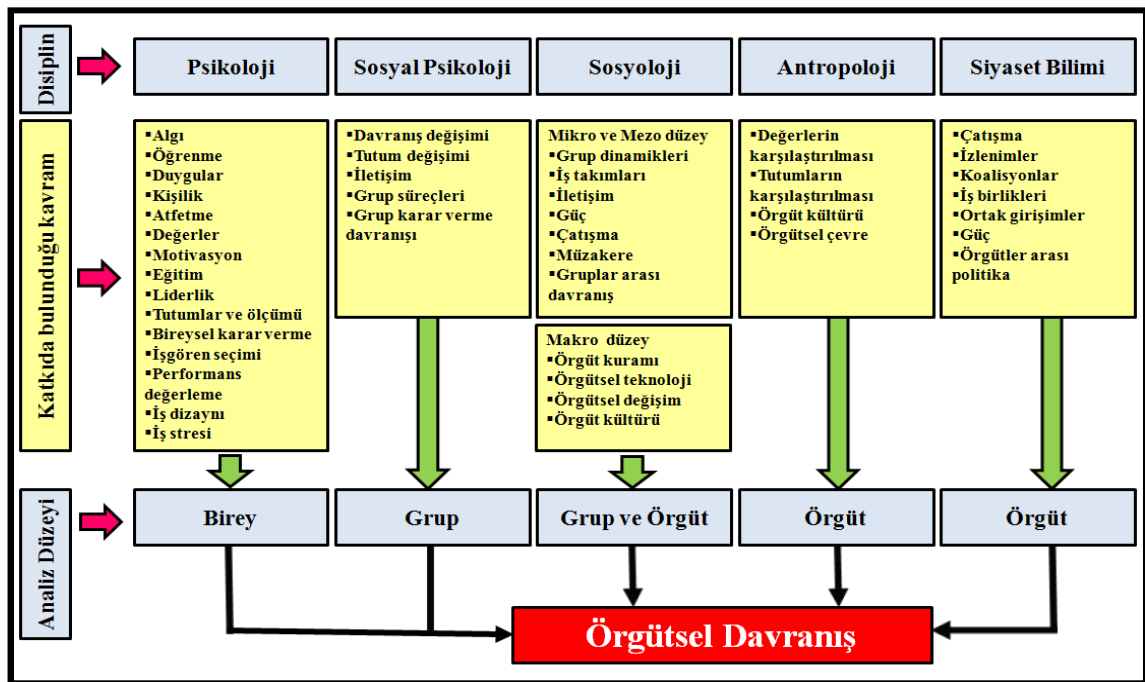 Disiplin
Psikoloji
Sosyal Psikoloji
Sosyoloji
Antropoloji
Siyaset Bilimi
Katkıda bulunduğu kavram
▪Algı
▪Öğrenme
▪Duygular
▪Kişilik
▪Atfetme
▪Değerler
▪Motivasyon
▪Eğitim
▪Liderlik
▪Tutumlar ve ölçümü
▪Bireysel karar verme
▪İşgören seçimi
▪Performans
değerleme
▪İş dizaynı
▪İş stresi
▪Davranış değişimi
▪Tutum değişimi
▪İletişim
▪Grup süreçleri
▪Grup karar verme
davranışı
Mikro ve Mezo düzey
▪Grup dinamikleri
▪İş takımları
▪İletişim
▪Güç
▪Çatışma
▪Müzakere
▪Gruplar arası
davranış
Makro düzey
▪Örgüt kuramı
▪Örgütsel teknoloji
▪Örgütsel değişim
▪Örgüt kültürü
▪Değerlerin
karşılaştırılması
▪Tutumların
karşılaştırılması
▪Örgüt kültürü
▪Örgütsel çevre
▪Çatışma
▪İzlenimler
▪Koalisyonlar
▪İş birlikleri
▪Ortak girişimler
▪Güç
▪Örgütler arası
politika
Analiz Düzeyi
Birey
Grup
Grup ve Örgüt
Örgüt
Örgüt
Örgütsel Davranış